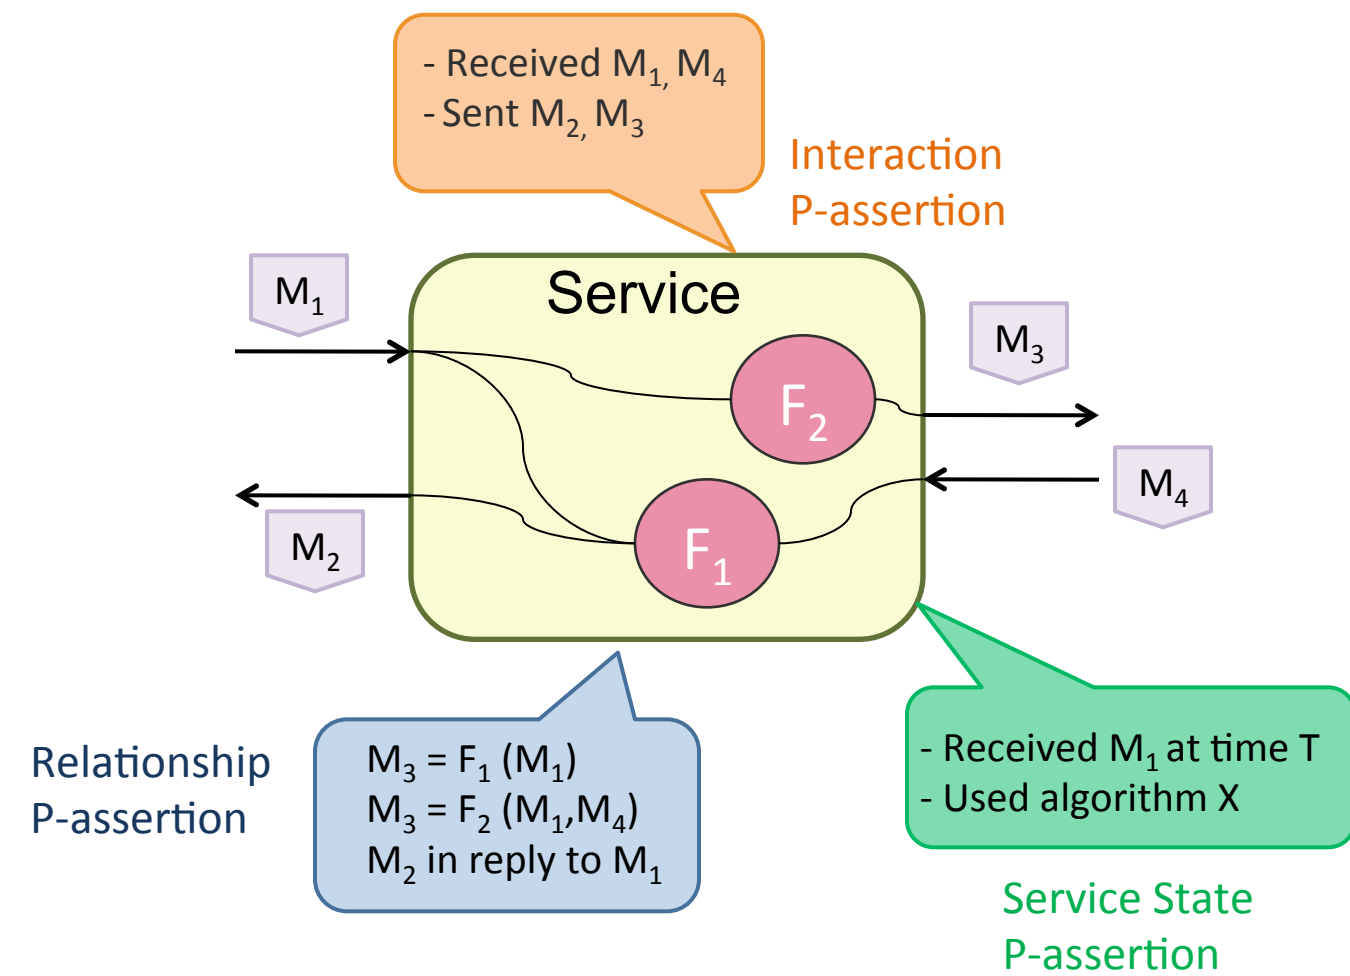 - Received M₁, M₄
- Sent M₂, M₃
Interaction
P-assertion
M₁
Service
M₃
F₂
M₄
M₂
F₁
Relationship
P-assertion
M₃ = F₁ (M₁)
M₃ = F₂ (M₁,M₄)
M₂ in reply to M₁
- Received M₁ at time T
- Used algorithm X
Service State
P-assertion